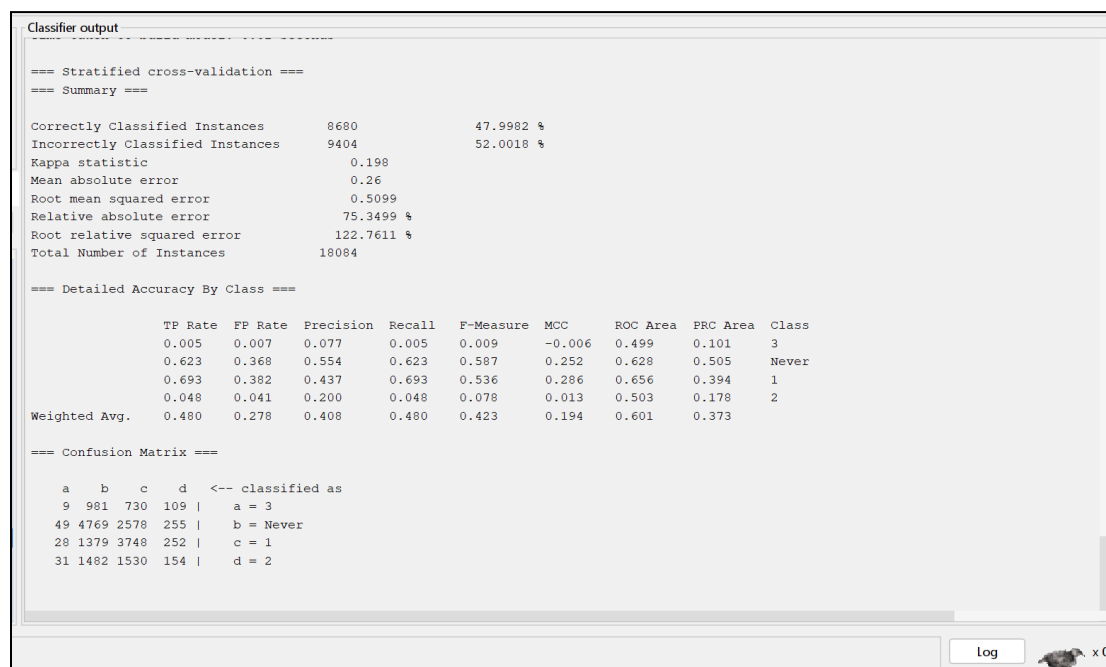 Classifier output
=== Stratified cross-validation ===
=== Summary ===
Correctly Classified Instances 8680 47.9982 %
Incorrectly Classified Instances 9404 52.0018 %
Kappa statistic 0.198
Mean absolute error 0.26
Root mean squared error 0.5099
Relative absolute error 75.3499 %
Root relative squared error 122.7611 %
Total Number of Instances 18084
=== Detailed Accuracy By Class ===
TP Rate FP Rate Precision Recall F-Measure MCC ROC Area PRC Area Class
0.005 0.007 0.077 0.005 0.009 -0.006 0.499 0.101 3
0.623 0.368 0.554 0.623 0.587 0.252 0.628 0.505 Never
0.693 0.382 0.437 0.693 0.536 0.286 0.656 0.394 1
0.048 0.041 0.200 0.048 0.078 0.013 0.503 0.178 2
Weighted Avg. 0.480 0.278 0.408 0.480 0.423 0.194 0.601 0.373
=== Confusion Matrix ===
a b c d <-- classified as
9 981 730 109 | a = 3
49 4769 2578 255 | b = Never
28 1379 3748 252 | c = 1
31 1482 1530 154 | d = 2
Log